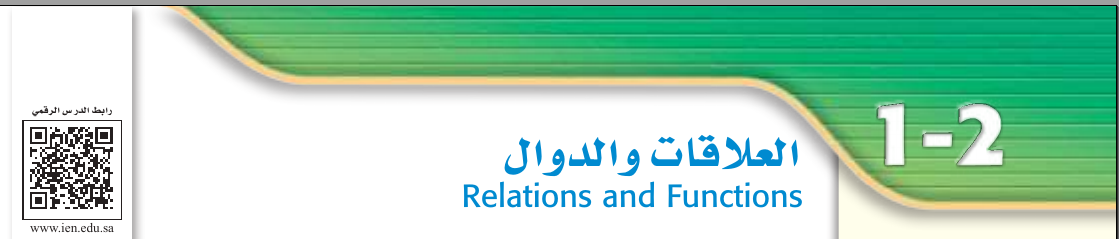 1-2
العلاقات والدوال
Relations and Functions
رابط الدرس الرقمي
www.ien.edu.sa